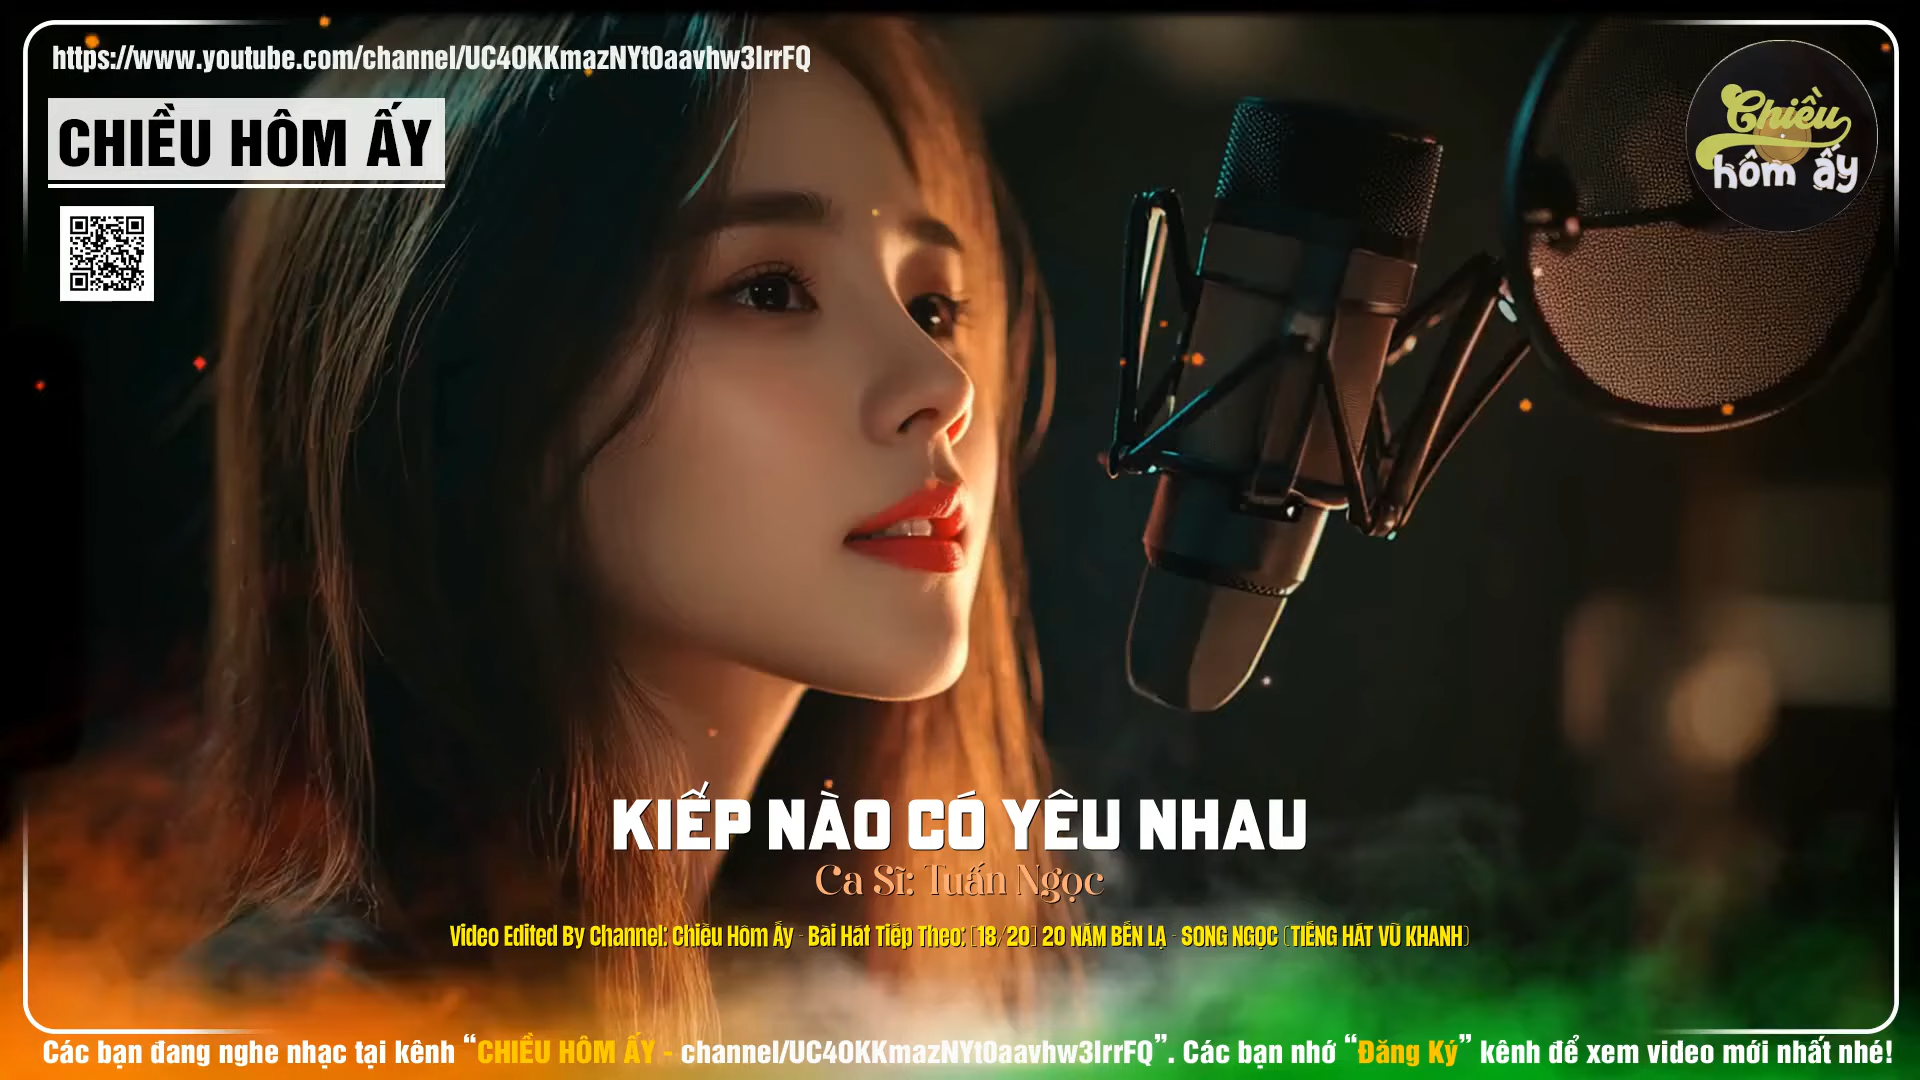 https://www.youtube.com/channel/UC4OKKmazNYt0aavhw3lrrFQ
CHIỀU HÔM ẤY
Chiều
hôm ấy
KIẾP NÀO CÓ YÊU NHAU
Ca Sĩ: Tuấn Ngọc
Video Edited By Channel: Chiều Hôm Ấy - Bài Hát Tiếp Theo: [18/20] 20 NĂM BẾN LẠ - SONG NGỌC (TIẾNG HÁT VŨ KHANH)
Các bạn đang nghe nhạc tại kênh “CHIỀU HÔM ẤY - channel/UC4OKKmazNYt0aavhw3lrrFQ”. Các bạn nhớ “Đăng Ký” kênh để xem video mới nhất nhé!